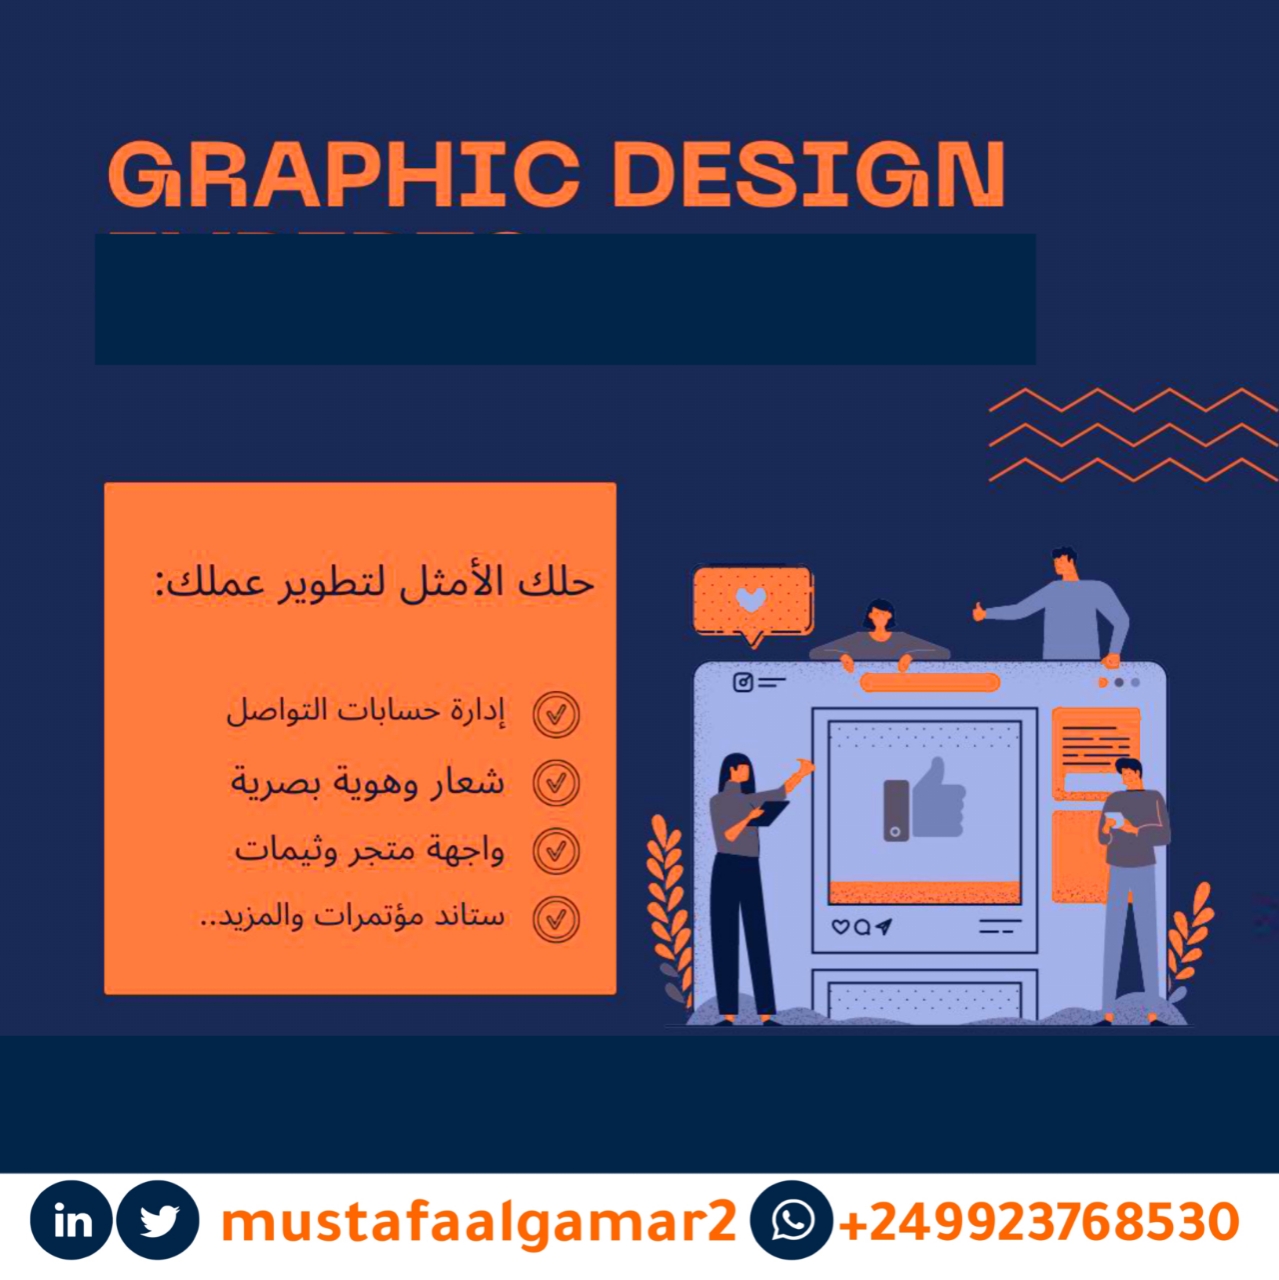 GRAPHIC DESIGN
حلك الأمثل لتطوير عملك:
إدارة حسابات التواصل
شعار وهوية بصرية
واجهة متجر وثيمات
ستاند مؤتمرات والمزيد..
in mustafaalgamar2 +249923768530